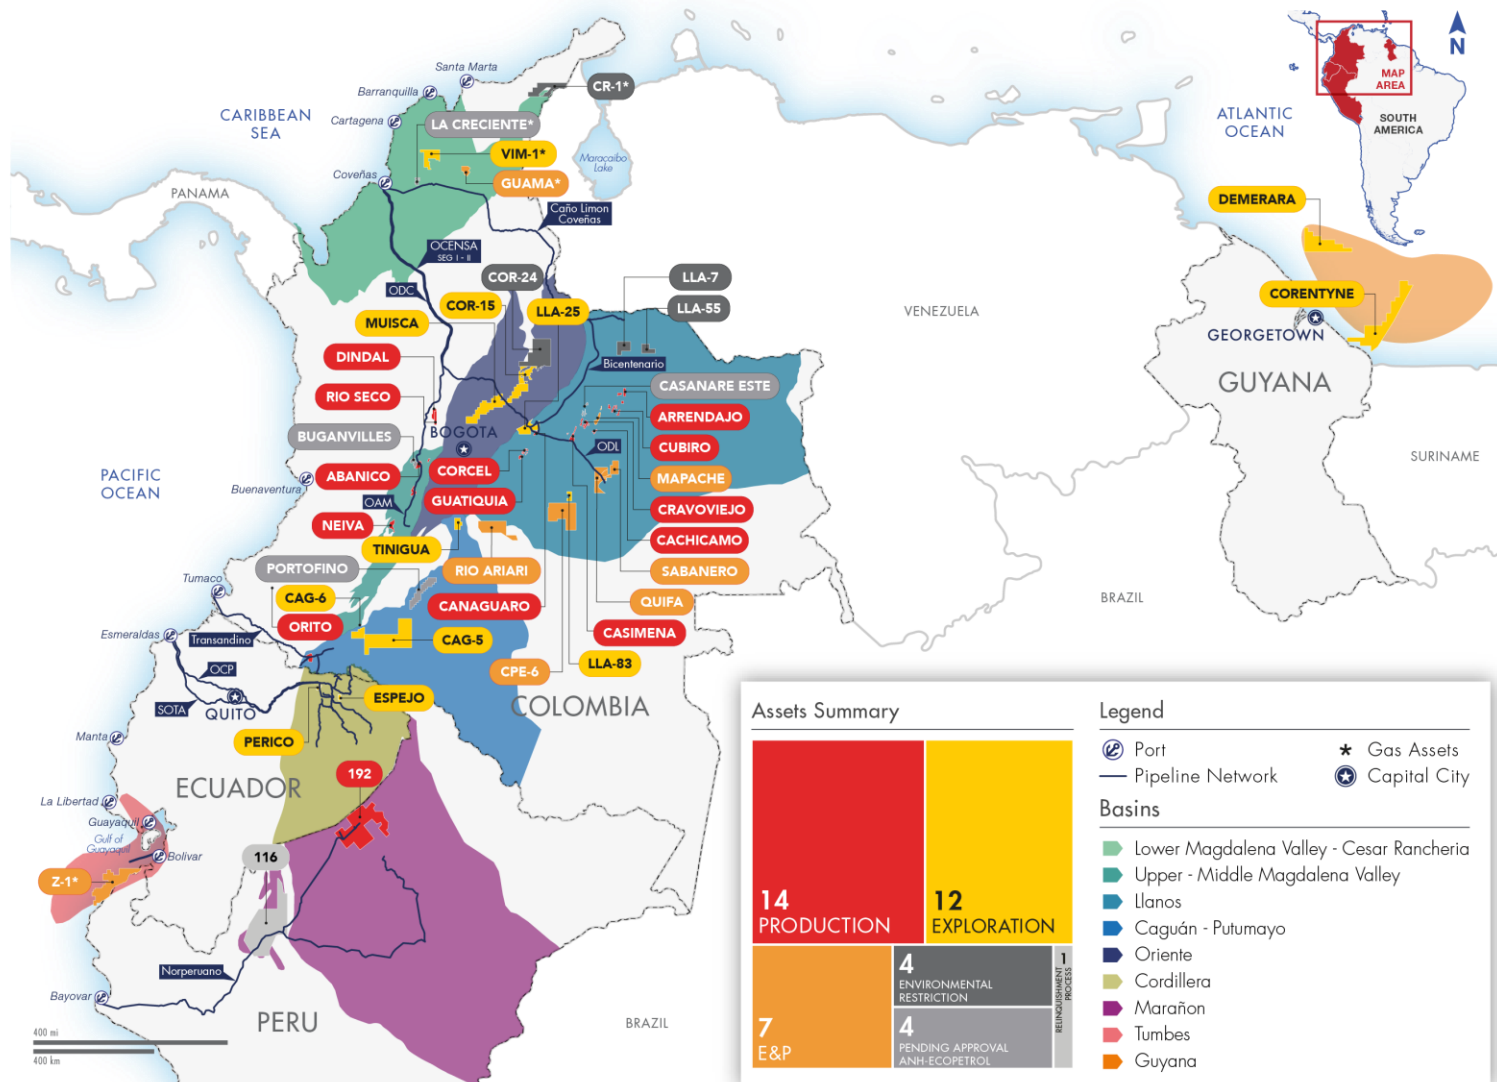 Santa Marta
Barranquilla
Cartagena
CARIBBEAN
SEA
CR-1*
LA CRECIENTE*
VIM-1*
GUAMA*
Maracaibo
Lake
Coveñas
PANAMA
Caño Limon
Coveñas
OCENSA
SEG I - II
ODC
COR-24
COR-15
LLA-25
LLA-7
LLA-55
MUISCA
DINDAL
RIO SECO
BUGANVILLES
ABANICO
BOGOTA
CORCEL
GUATIQUIA
Bicentenario
CASANARE ESTE
ARRENDAJO
CUBIRO
MAPACHE
CRAVOVIEJO
CACHICAMO
SABANERO
QUIFA
CASIMENA
LLA-83
ODL
PACIFIC
OCEAN
Buenaventura
OAM
NEIVA
TINIGUA
RIO ARIARI
PORTOFINO
CAG-6
ORITO
CANAGUARO
CAG-5
CPE-6
COLOMBIA
Tumaco
Esmeraldas
Transandino
OCP
SOTA
QUITO
ESPEJO
PERICO
Manta
ECUADOR
192
La Libertad
Guayaquil
Gulf of
Guayaquil
Bolivar
Z-1*
116
Norperuano
Bayovar
PERU
BRAZIL
400 mi
400 km
VENEZUELA
BRAZIL
ATLANTIC
OCEAN
N
MAP
AREA
SOUTH
AMERICA
DEMERARA
CORENTYNE
GEORGETOWN
GUYANA
SURINAME
Assets Summary
14
PRODUCTION
12
EXPLORATION
7
E&P
4
ENVIRONMENTAL
RESTRICTION
4
PENDING APPROVAL
ANH-ECOPETROL
1
RELINQUISHMENT
PROCESS
Legend
Port
* Gas Assets
Pipeline Network
Capital City
Basins
Lower Magdalena Valley - Cesar Rancheria
Upper - Middle Magdalena Valley
Llanos
Caguán - Putumayo
Oriente
Cordillera
Marañon
Tumbes
Guyana